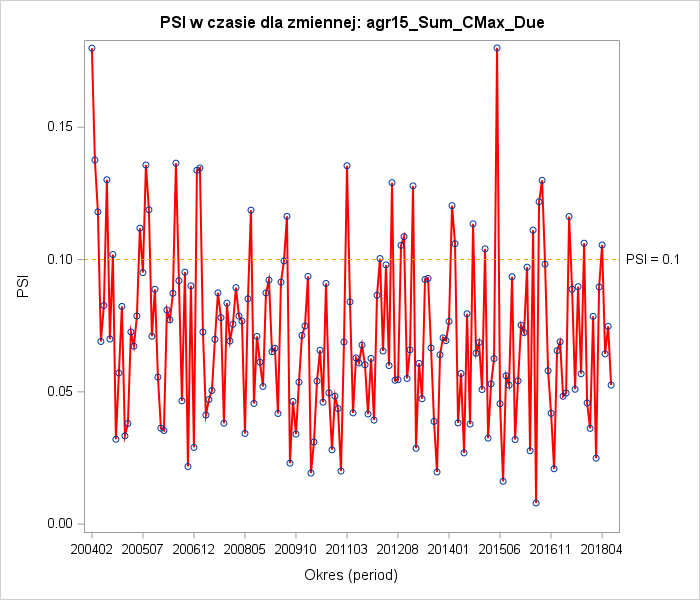 PSI w czasie dla zmiennej: agr15_Sum_CMax_Due
0.15
0.10
PSI = 0.1
PSI
0.05
0.00
200402 200507 200612 200805 200910 201103 201208 201401 201506 201611 201804
Okres (period)